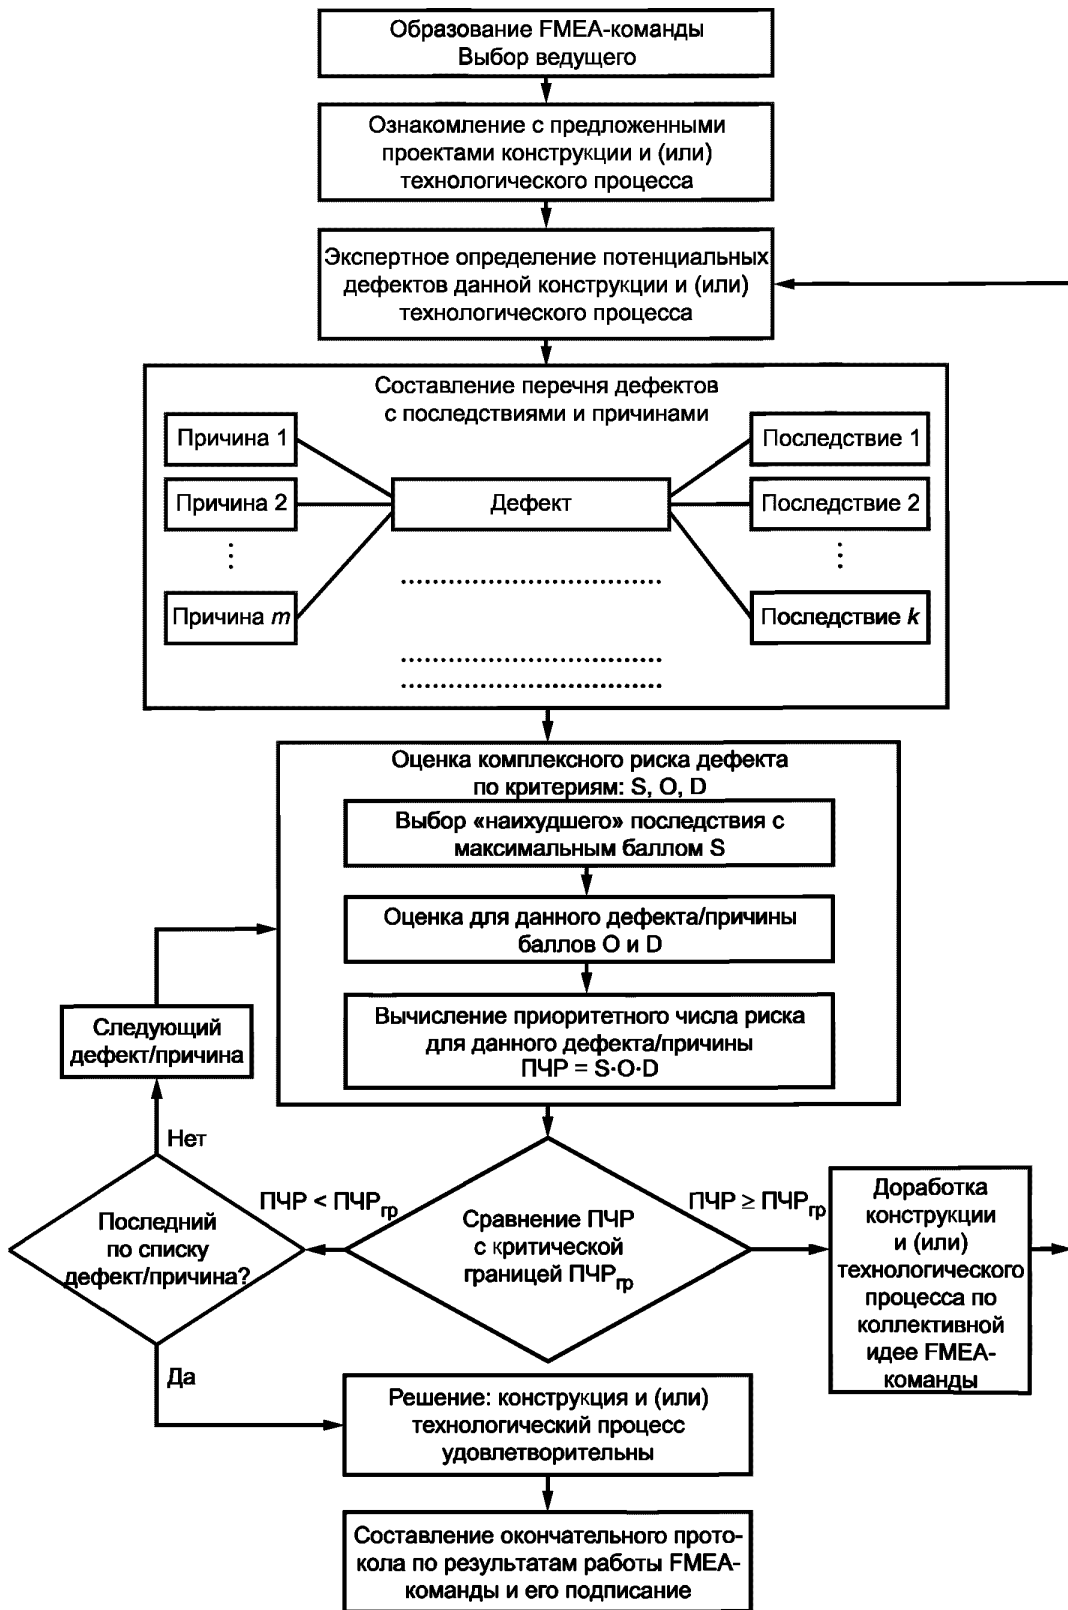 Образование FMEA-команды
Выбор ведущего
Ознакомление с предложенными
проектами конструкции и (или)
технологического процесса
Экспертное определение потенциальных
дефектов данной конструкции и (или)
технологического процесса
Составление перечня дефектов
с последствиями и причинами
Причина 1
Последствие 1
Причина 2
Дефект
Последствие 2
Причина m
Последствие k
Оценка комплексного риска дефекта
по критериям: S, O, D
Выбор «наихудшего» последствия с
максимальным баллом S
Оценка для данного дефекта/причины
баллов O и D
Вычисление приоритетного числа риска
для данного дефекта/причины
ПЧР = S·O·D
Следующий
дефект/причина
Нет
ПЧР < ПЧРгр
ПЧР ≥ ПЧРгр
Последний
по списку
дефект/причина?
Сравнение ПЧР
с критической
границей ПЧРгр
Доработка
конструкции
и (или)
технологического
процесса по
коллективной
идее FMEA-
команды
Да
Решение: конструкция и (или)
технологический процесс
удовлетворительны
Составление окончательного прото-
кола по результатам работы FMEA-
команды и его подписание